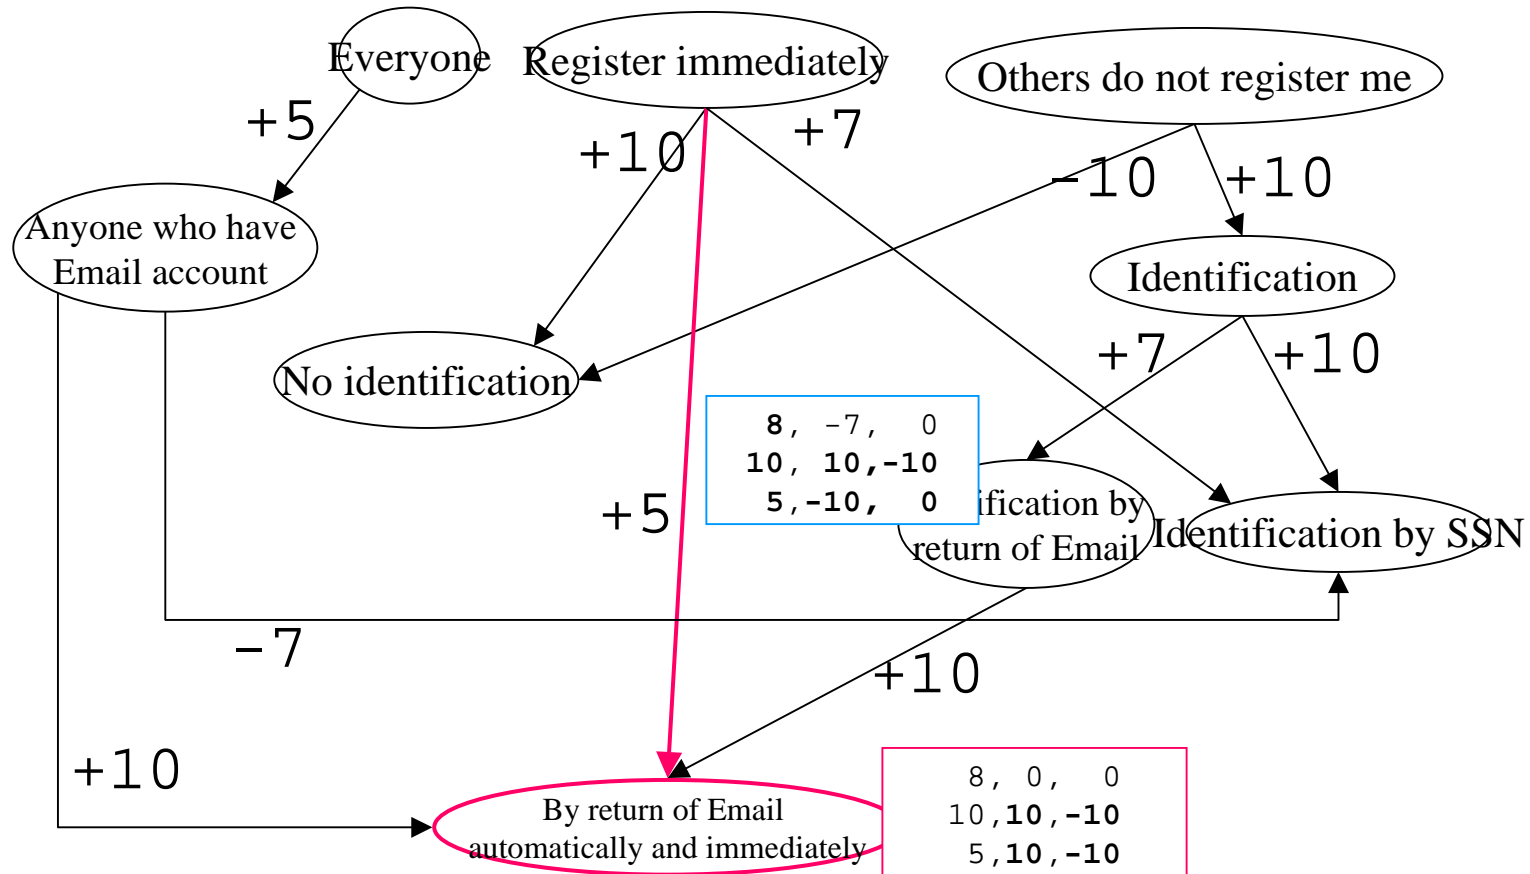 Everyone
Register immediately
Others do not register me
+5
+10
+7
-10
+10
Anyone who have
Email account
Identification
No identification
+7
+10
8, -7, 0
10, 10,-10
5,-10, 0
+5
ification by
return of Email
Identification by SSN
-7
+10
+10
By return of Email
automatically and immediately
8, 0, 0
10,10,-10
5,10,-10